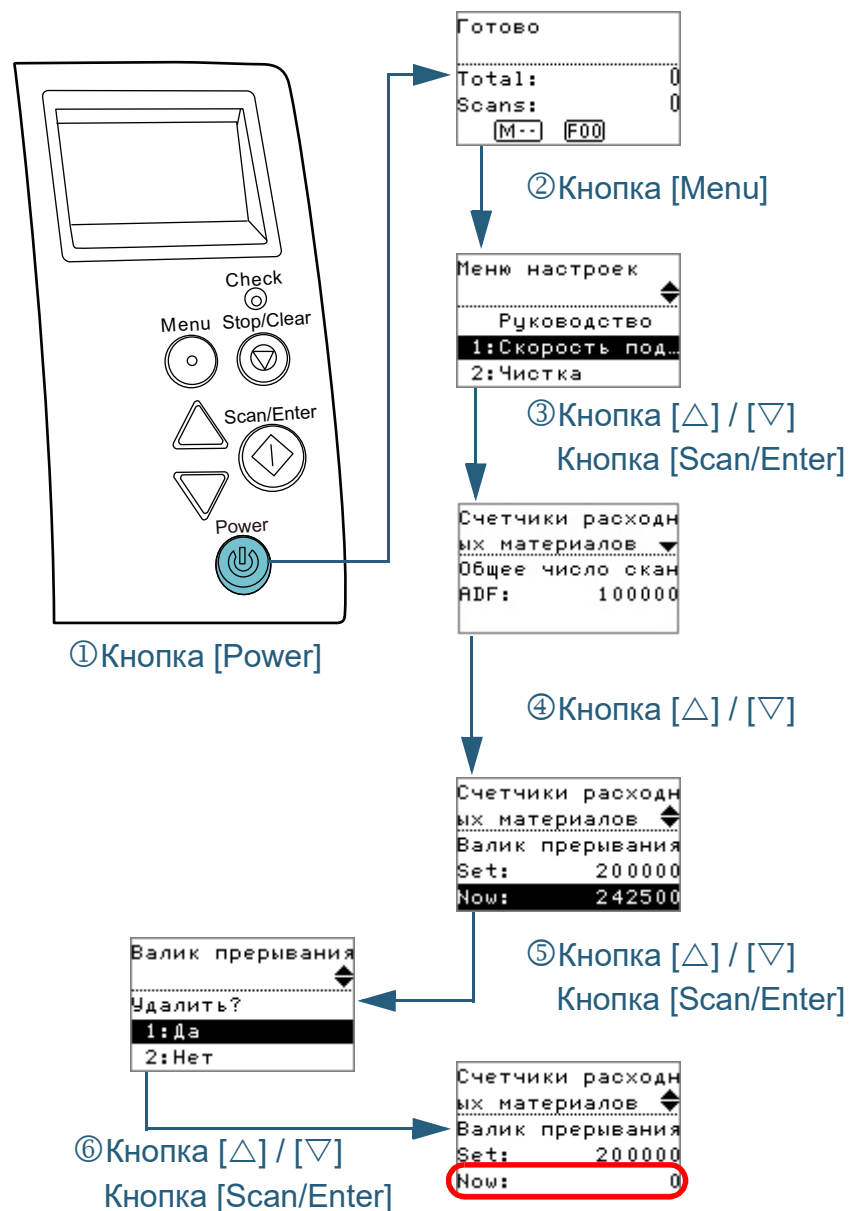 Готово
Total: 0
Scans: 0
M-- F00
②Кнопка [Menu]
Check
Menu Stop/Clear
Scan/Enter
Power
①Кнопка [Power]
Меню настроек
Руководство
1:Скорость под…
2:Чистка
③Кнопка [△] / [▽]
Кнопка [Scan/Enter]
Счетчики расходн
ых материалов
Общее число скан
ADF: 100000
④Кнопка [△] / [▽]
Счетчики расходн
ых материалов
Валик прерывания
Set: 200000
Now: 242500
⑤Кнопка [△] / [▽]
Кнопка [Scan/Enter]
Валик прерывания
Удалить?
1:Да
2:Нет
⑥Кнопка [△] / [▽]
Кнопка [Scan/Enter]
Счетчики расходн
ых материалов
Валик прерывания
Set: 200000
Now: 0